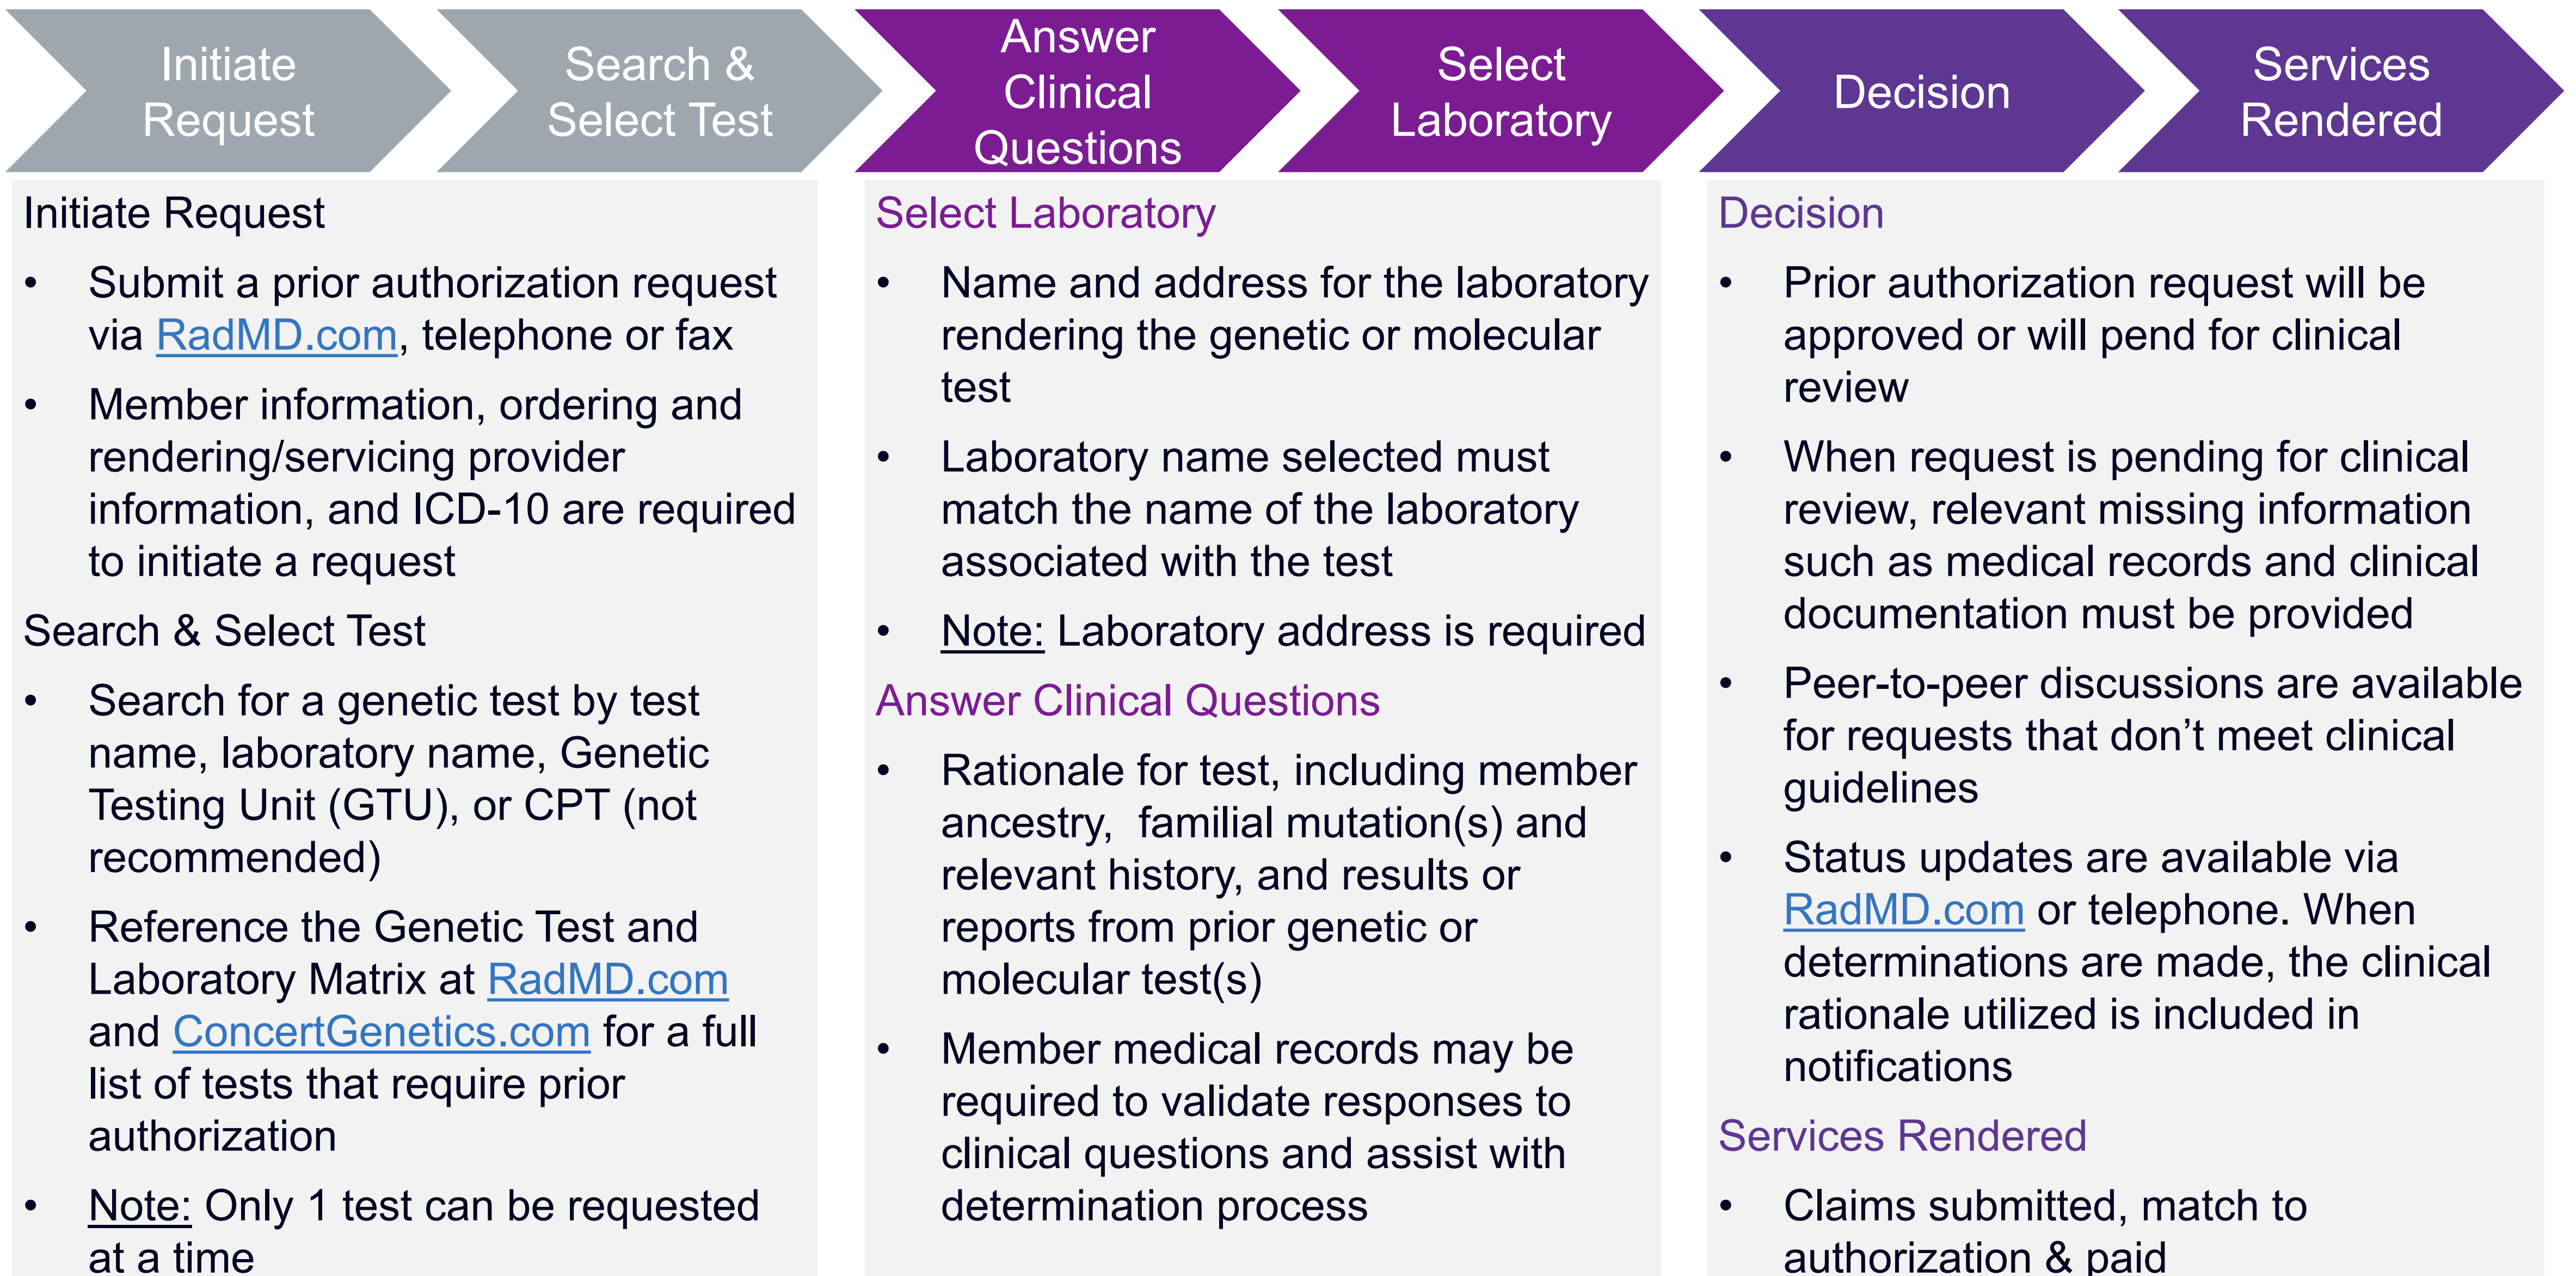 Initiate
Request
Search &
Select Test
Answer
Clinical
Questions
Select
Laboratory
Decision
Services
Rendered
Initiate Request
• Submit a prior authorization request
via RadMD.com, telephone or fax
• Member information, ordering and
rendering/servicing provider
information, and ICD-10 are required
to initiate a request
Search & Select Test
• Search for a genetic test by test
name, laboratory name, Genetic
Testing Unit (GTU), or CPT (not
recommended)
• Reference the Genetic Test and
Laboratory Matrix at RadMD.com
and ConcertGenetics.com for a full
list of tests that require prior
authorization
• Note: Only 1 test can be requested
at a time
Select Laboratory
• Name and address for the laboratory
rendering the genetic or molecular
test
• Laboratory name selected must
match the name of the laboratory
associated with the test
• Note: Laboratory address is required
Answer Clinical Questions
• Rationale for test, including member
ancestry,  familial mutation(s) and
relevant history, and results or
reports from prior genetic or
molecular test(s)
• Member medical records may be
required to validate responses to
clinical questions and assist with
determination process
Decision
• Prior authorization request will be
approved or will pend for clinical
review
• When request is pending for clinical
review, relevant missing information
such as medical records and clinical
documentation must be provided
• Peer-to-peer discussions are available
for requests that don’t meet clinical
guidelines
• Status updates are available via
RadMD.com or telephone. When
determinations are made, the clinical
rationale utilized is included in
notifications
Services Rendered
• Claims submitted, match to
authorization & paid